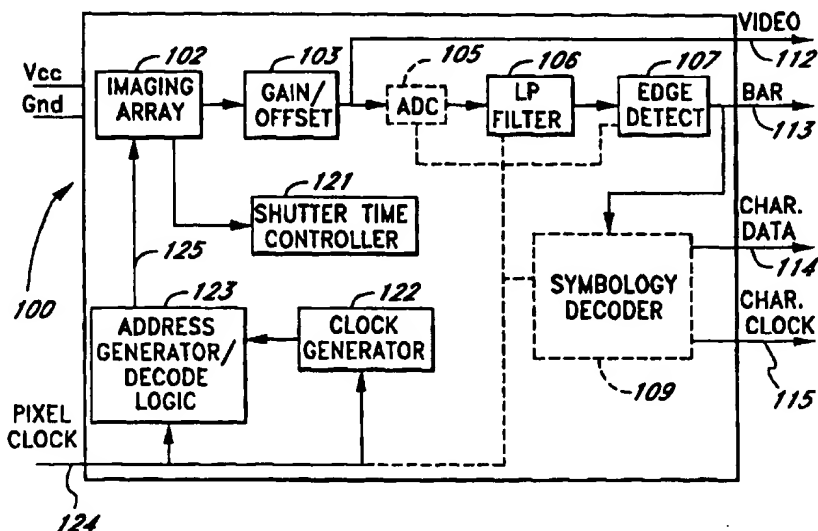 VIDEO
102
103
105
106
107
112
Vcc
IMAGING
ARRAY
GAIN/
OFFSET
ADC
LP
FILTER
EDGE
DETECT
BAR
Gnd
113
121
SHUTTER TIME
CONTROLLER
125
CHAR.
DATA
114
100
123
122
SYMBOLOGY
DECODER
ADDRESS
GENERATOR/
DECODE
LOGIC
CLOCK
GENERATOR
CHAR.
CLOCK
109
115
PIXEL
CLOCK
124